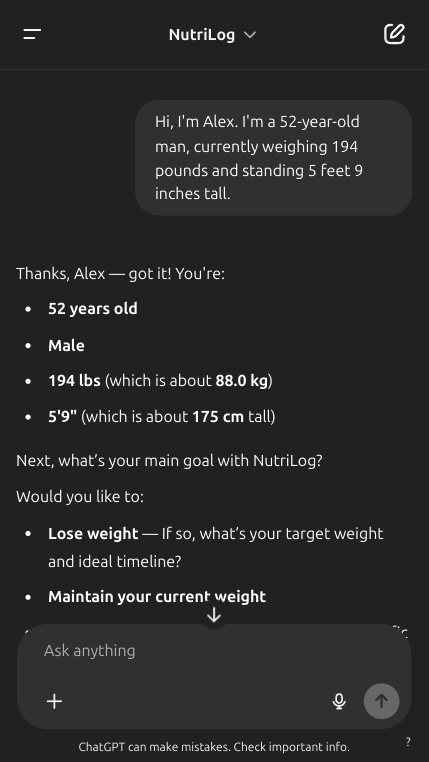 NutriLog
Hi, I'm Alex. I'm a 52-year-old
man, currently weighing 194
pounds and standing 5 feet 9
inches tall.
Thanks, Alex — got it! You're:
• 52 years old
• Male
• 194 lbs (which is about 88.0 kg)
• 5'9" (which is about 175 cm tall)
Next, what's your main goal with NutriLog?
Would you like to:
• Lose weight — If so, what's your target weight
and ideal timeline?
• Maintain your current weight
Ask anything
ChatGPT can make mistakes. Check important info.
?